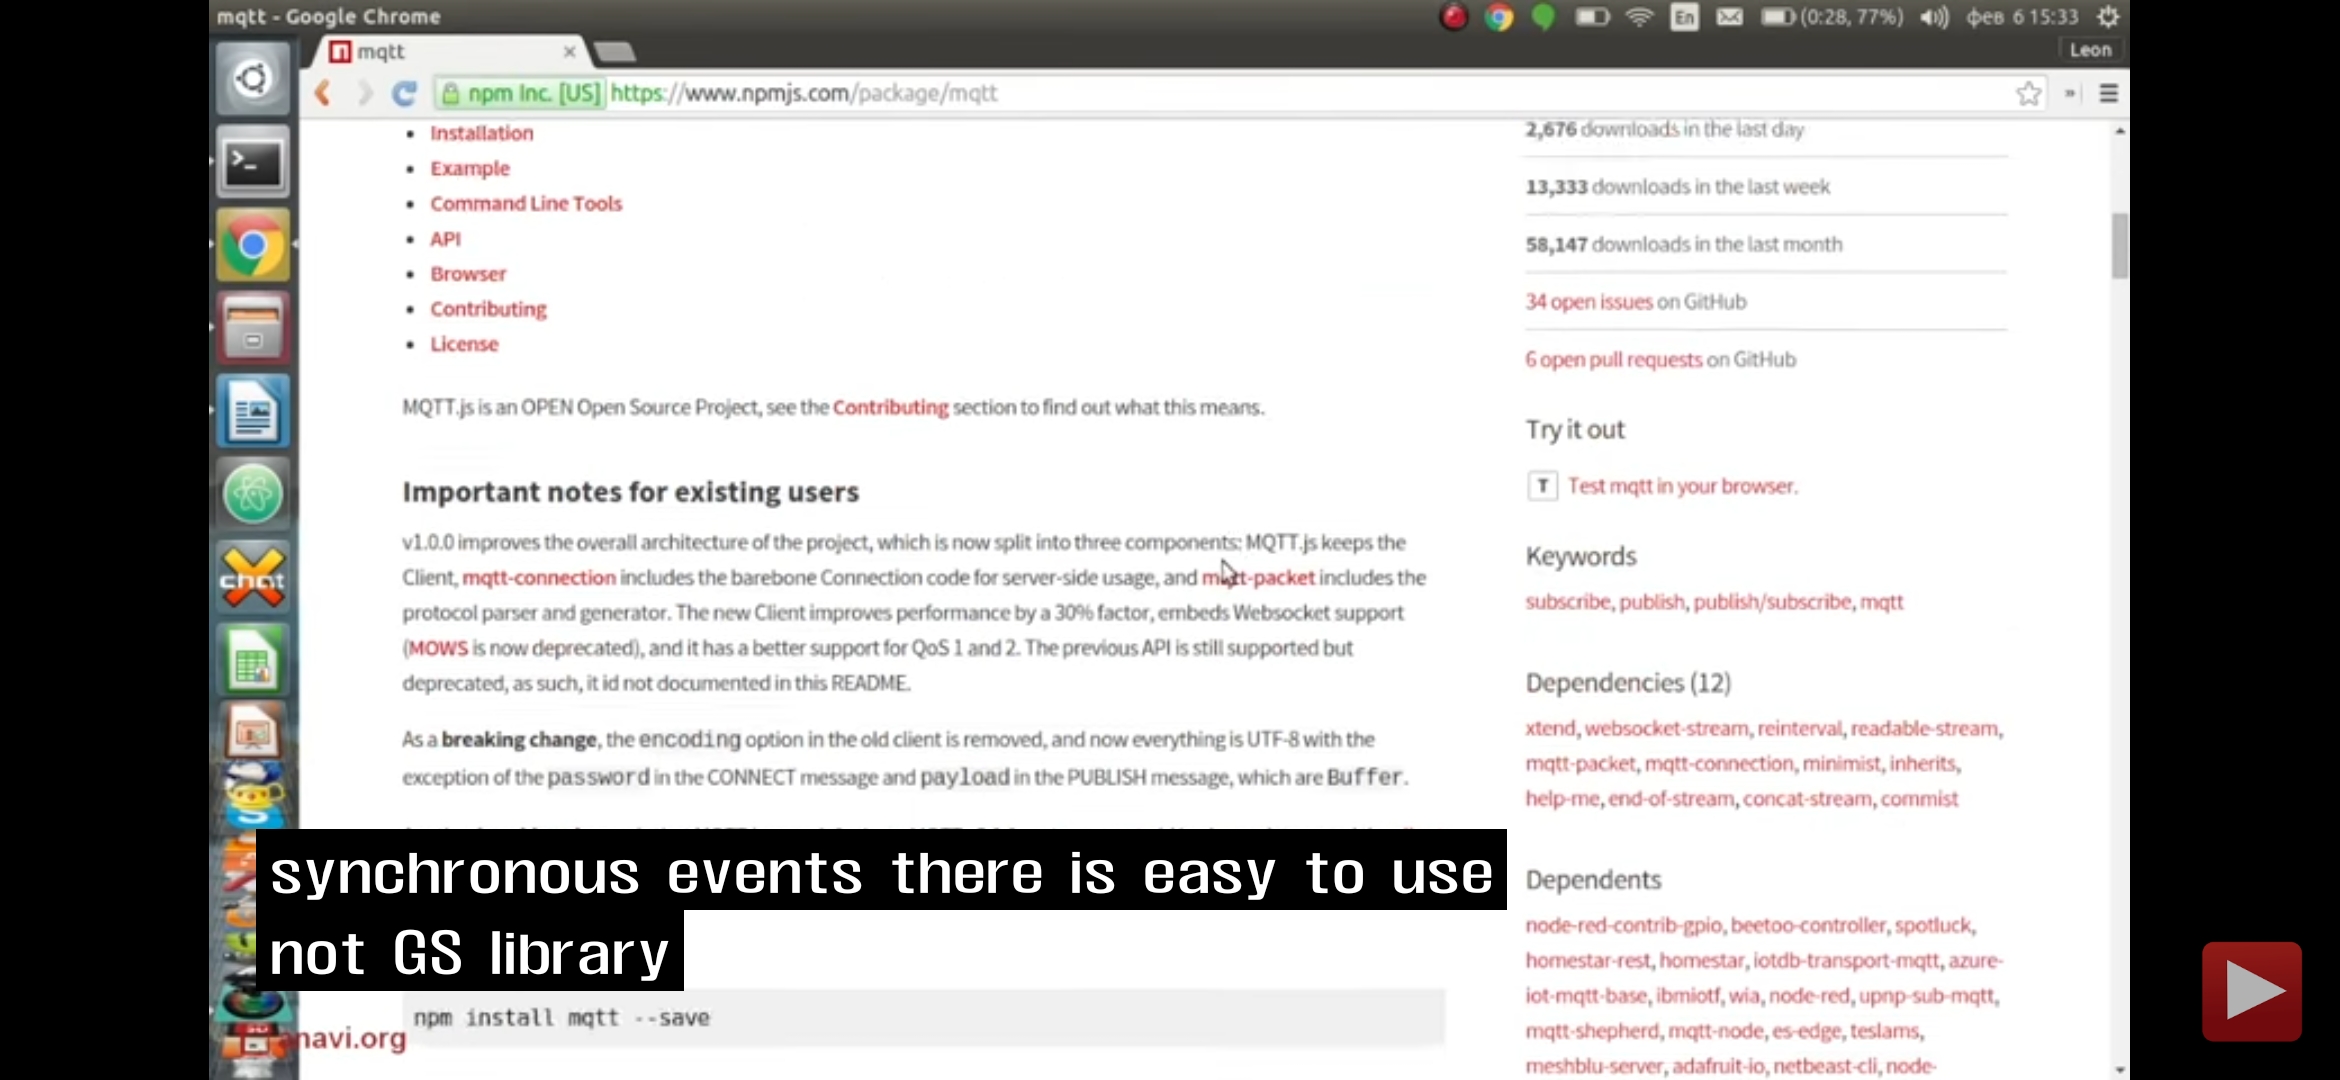 mqtt - Google Chrome
En
(0:28, 77%)
фев 6 15:33
mqtt
Leon
npm Inc. [US] https://www.npmjs.com/package/mqtt
Installation
Example
Command Line Tools
API
Browser
Contributing
License
MQTT.js is an OPEN Open Source Project, see the Contributing section to find out what this means.
Important notes for existing users
v1.0.0 improves the overall architecture of the project, which is now split into three components: MQTT.js keeps the
Client, mqtt-connection includes the barebone Connection code for server-side usage, and mqtt-packet includes the
protocol parser and generator. The new Client improves performance by a 30% factor, embeds Websocket support
(MOWS is now deprecated), and it has a better support for QoS 1 and 2. The previous API is still supported but
deprecated, as such, it id not documented in this README.
As a breaking change, the encoding option in the old client is removed, and now everything is UTF-8 with the
exception of the password in the CONNECT message and payload in the PUBLISH message, which are Buffer.
npm install mqtt --save
2,676 downloads in the last day
13,333 downloads in the last week
58,147 downloads in the last month
34 open issues on GitHub
6 open pull requests on GitHub
Try it out
T Test mqtt in your browser.
Keywords
subscribe, publish, publish/subscribe, mqtt
Dependencies (12)
xtend, websocket-stream, reinterval, readable-stream,
mqtt-packet, mqtt-connection, minimist, inherits,
help-me, end-of-stream, concat-stream, commist
Dependents
node-red-contrib-gpio, beetoo-controller, spotluck,
homestar-rest, homestar, iotdb-transport-mqtt, azure-
iot-mqtt-base, ibmiotf, wia, node-red, upnp-sub-mqtt,
mqtt-shepherd, mqtt-node, es-edge, teslams,
meshblu-server, adafruit-io, netbeast-cli, node-
chat
synchronous events there is easy to use
not GS library
anavi.org